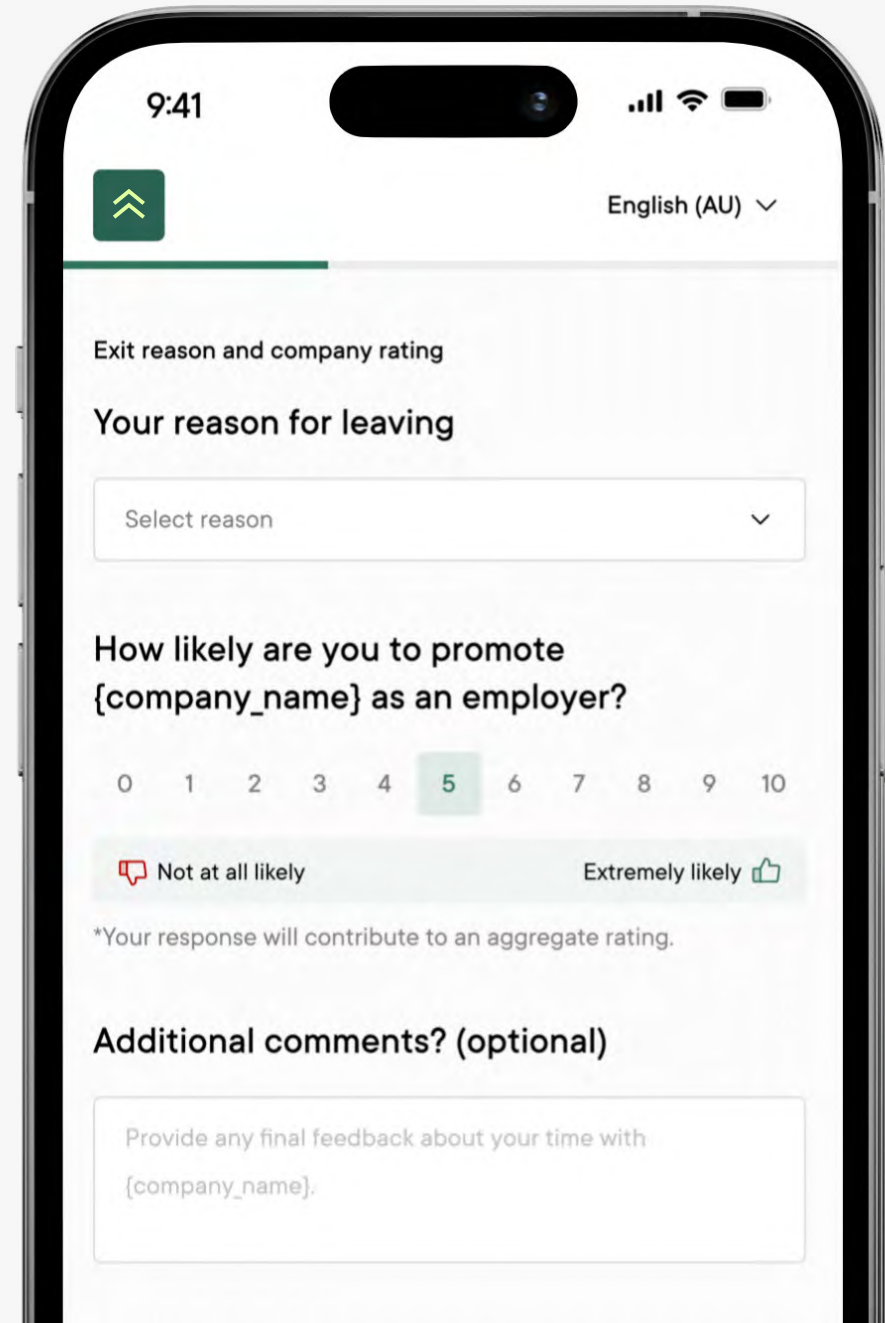 9:41
English (AU)
Exit reason and company rating
Your reason for leaving
Select reason
How likely are you to promote
{company_name} as an employer?
0 1 2 3 4 5 6 7 8 9 10
Not at all likely Extremely likely
*Your response will contribute to an aggregate rating.
Additional comments? (optional)
Provide any final feedback about your time with
{company_name}.